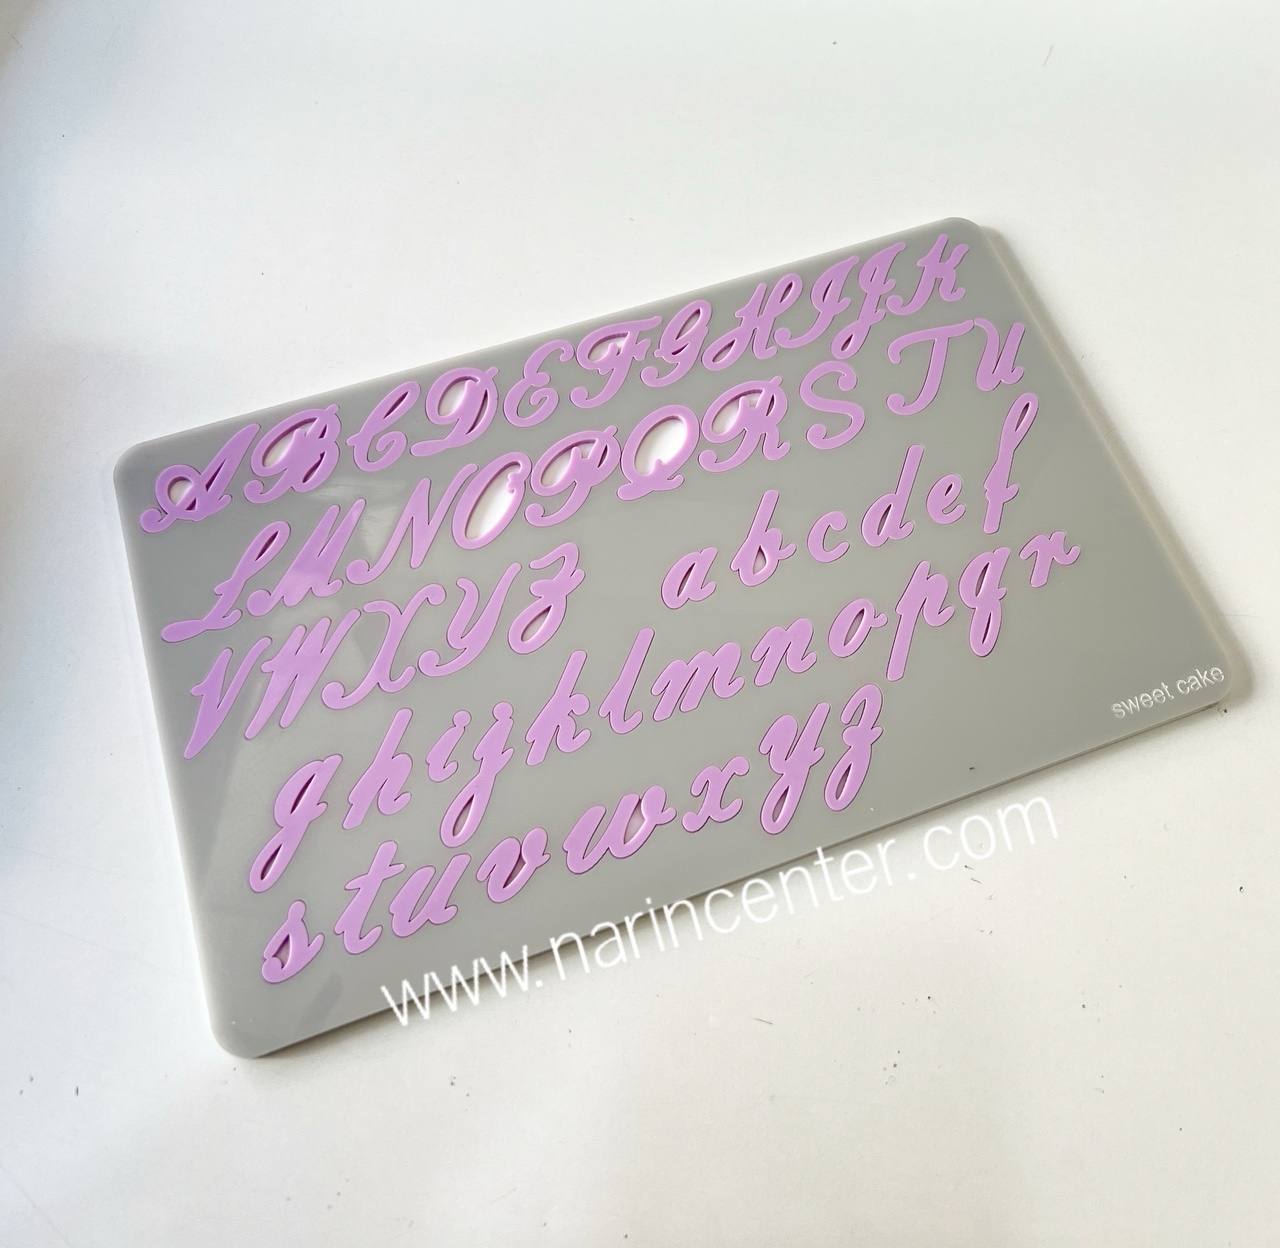 ABCDEFGHIJK
LMNOPQRSTU
VWXYZ abcdef
ghijklmnopqr
stuvwxyz
sweet cake
www.narincenter.com